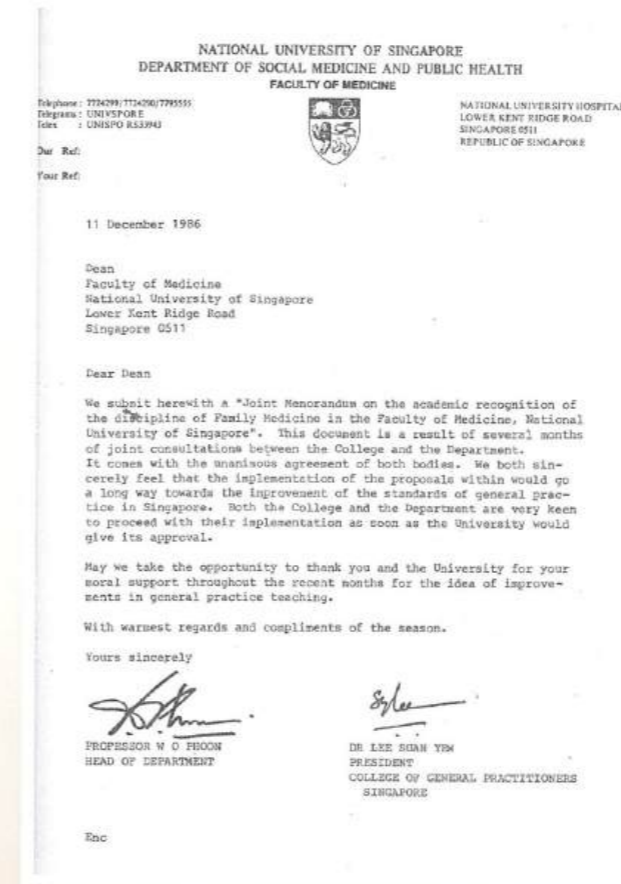 NATIONAL UNIVERSITY OF SINGAPORE
DEPARTMENT OF SOCIAL MEDICINE AND PUBLIC HEALTH
FACULTY OF MEDICINE
Telephone : 7724299/7724290/7795555
Telegrams : UNIVSPORE
Telex : UNISPO RS33943
NATIONAL UNIVERSITY HOSPITAL
LOWER KENT RIDGE ROAD
SINGAPORE 0511
REPUBLIC OF SINGAPORE
Our Ref:
Your Ref:
11 December 1986
Dean
Faculty of Medicine
National University of Singapore
Lower Kent Ridge Road
Singapore 0511
Dear Dean
We submit herewith a "Joint Memorandum on the academic recognition of
the discipline of Family Medicine in the Faculty of Medicine, National
University of Singapore". This document is a result of several months
of joint consultations between the College and the Department.
It comes with the unanimous agreement of both bodies. We both sin-
cerely feel that the implementation of the proposals within would go
a long way towards the improvement of the standards of general prac-
tice in Singapore. Both the College and the Department are very keen
to proceed with their implementation as soon as the University would
give its approval.
May we take the opportunity to thank you and the University for your
moral support throughout the recent months for the idea of improve-
ments in general practice teaching.
With warmest regards and compliments of the season.
Yours sincerely
PROFESSOR W O PHOON
HEAD OF DEPARTMENT
DR LEE SUAN YEW
PRESIDENT
COLLEGE OF GENERAL PRACTITIONERS
SINGAPORE
Enc